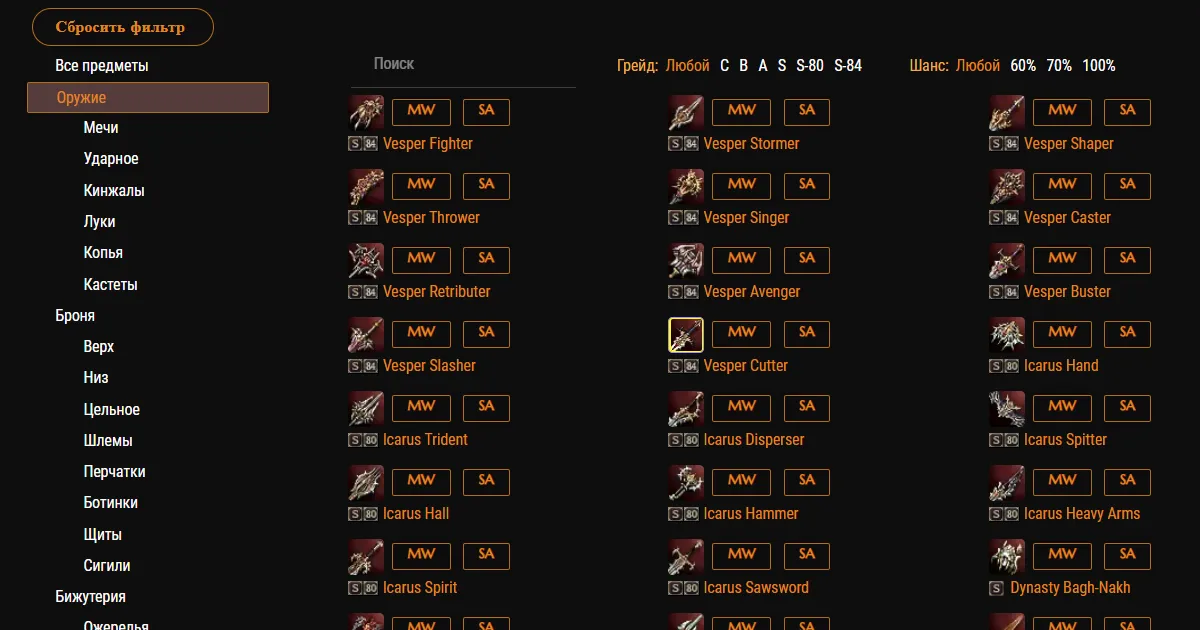 Сбросить фильтр
Все предметы
Оружие
Мечи
Ударное
Кинжалы
Луки
Копья
Кастеты
Броня
Верх
Низ
Цельное
Шлемы
Перчатки
Ботинки
Щиты
Сигили
Бижутерия
Ожерелья
Поиск
Грейд: Любой C B A S S-80 S-84
Шанс: Любой 60% 70% 100%
MW SA MW SA MW SA
S 84 Vesper Fighter S 84 Vesper Stormer S 84 Vesper Shaper
MW SA MW SA MW SA
S 84 Vesper Thrower S 84 Vesper Singer S 84 Vesper Caster
MW SA MW SA MW SA
S 84 Vesper Retributer S 84 Vesper Avenger S 84 Vesper Buster
MW SA MW SA MW SA
S 84 Vesper Slasher S 84 Vesper Cutter S 80 Icarus Hand
MW SA MW SA MW SA
S 80 Icarus Trident S 80 Icarus Disperser S 80 Icarus Spitter
MW SA MW SA MW SA
S 80 Icarus Hall S 80 Icarus Hammer S 80 Icarus Heavy Arms
MW SA MW SA MW SA
S 80 Icarus Spirit S 80 Icarus Sawsword S Dynasty Bagh-Nakh
MW SA MW SA MW SA